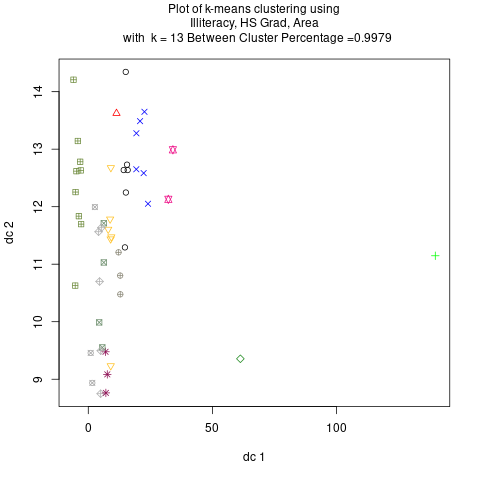 Plot of k-means clustering using
Illiteracy, HS Grad, Area
with  k = 13 Between Cluster Percentage =0.9979
14
13
12
11
10
9
dc 2
0
50
100
dc 1